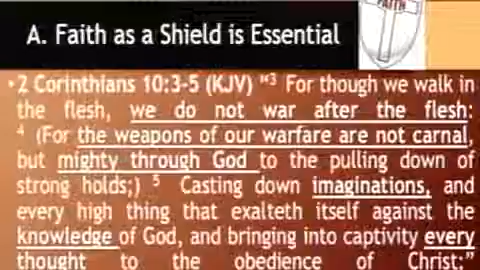 FAITH
A. Faith as a Shield is Essential
•2 Corinthians 10:3-5 (KJV) "3 For though we walk in
the flesh, we do not war after the flesh:
4 (For the weapons of our warfare are not carnal,
but mighty through God to the pulling down of
strong holds;) 5 Casting down imaginations, and
every high thing that exalteth itself against the
knowledge of God, and bringing into captivity every
thought to the obedience of Christ;"